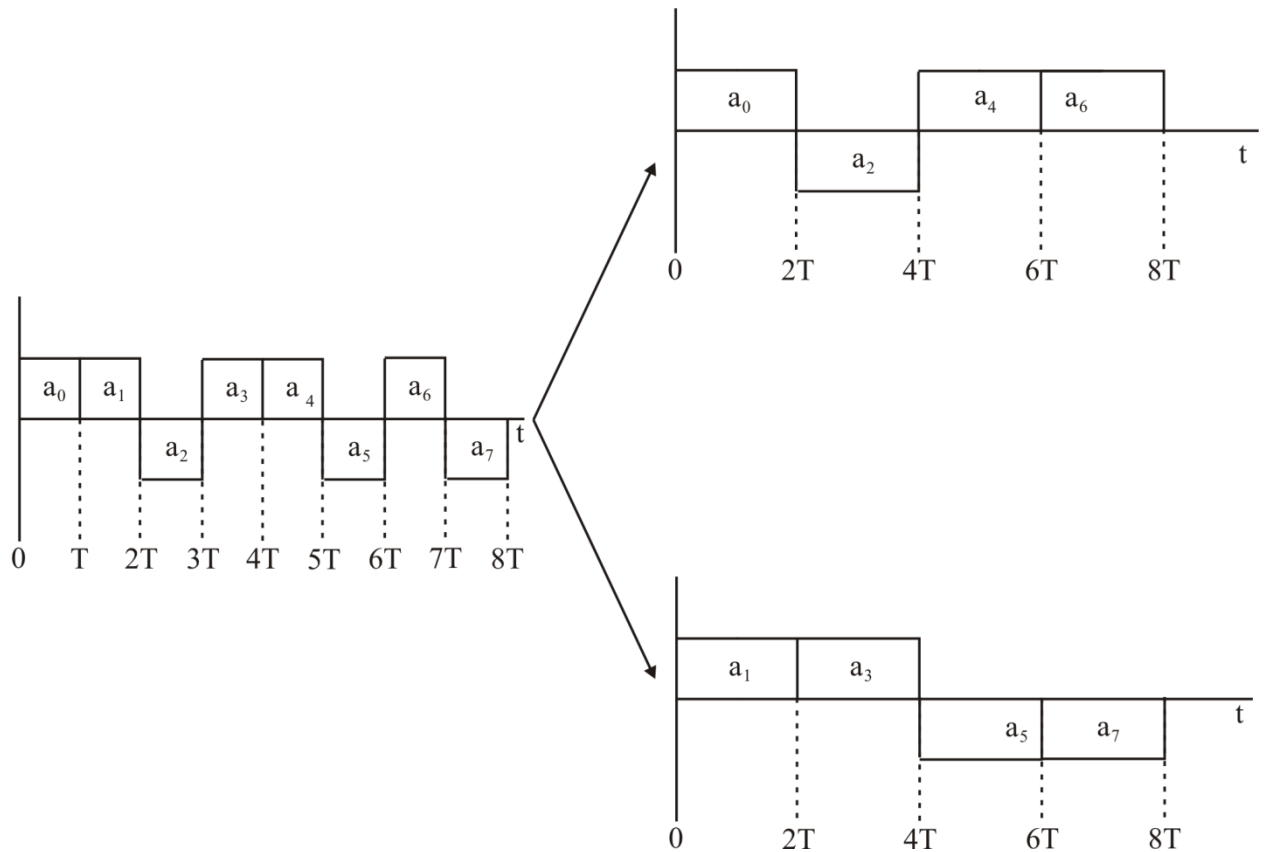 a₀ a₄ a₆
a₂
t
0 2T 4T 6T 8T
a₀ a₁ a₃ a₄ a₆
a₂ a₅ a₇
t
0 T 2T 3T 4T 5T 6T 7T 8T
a₁ a₃
a₅ a₇
t
0 2T 4T 6T 8T